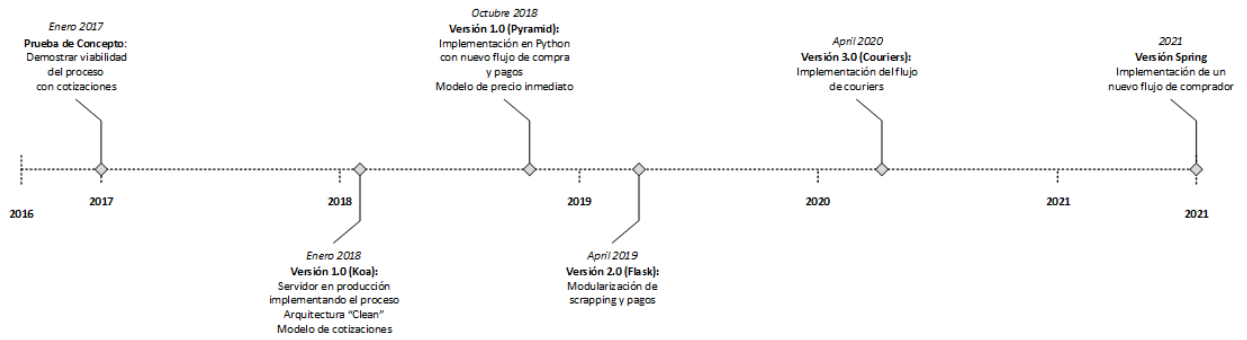 Enero 2017
Prueba de Concepto:
Demostrar viabilidad
del proceso
con cotizaciones
Octubre 2018
Versión 1.0 (Pyramid):
Implementación en Python
con nuevo flujo de compra
y pagos
Modelo de precio inmediato
April 2020
Versión 3.0 (Couriers):
Implementación del flujo
de couriers
2021
Versión Spring
Implementación de un
nuevo flujo de comprador
2016
2017
2018
2019
2020
2021
2021
Enero 2018
Versión 1.0 (Koa):
Servidor en producción
implementando el proceso
Arquitectura “Clean”
Modelo de cotizaciones
April 2019
Versión 2.0 (Flask):
Modularización de
scrapping y pagos